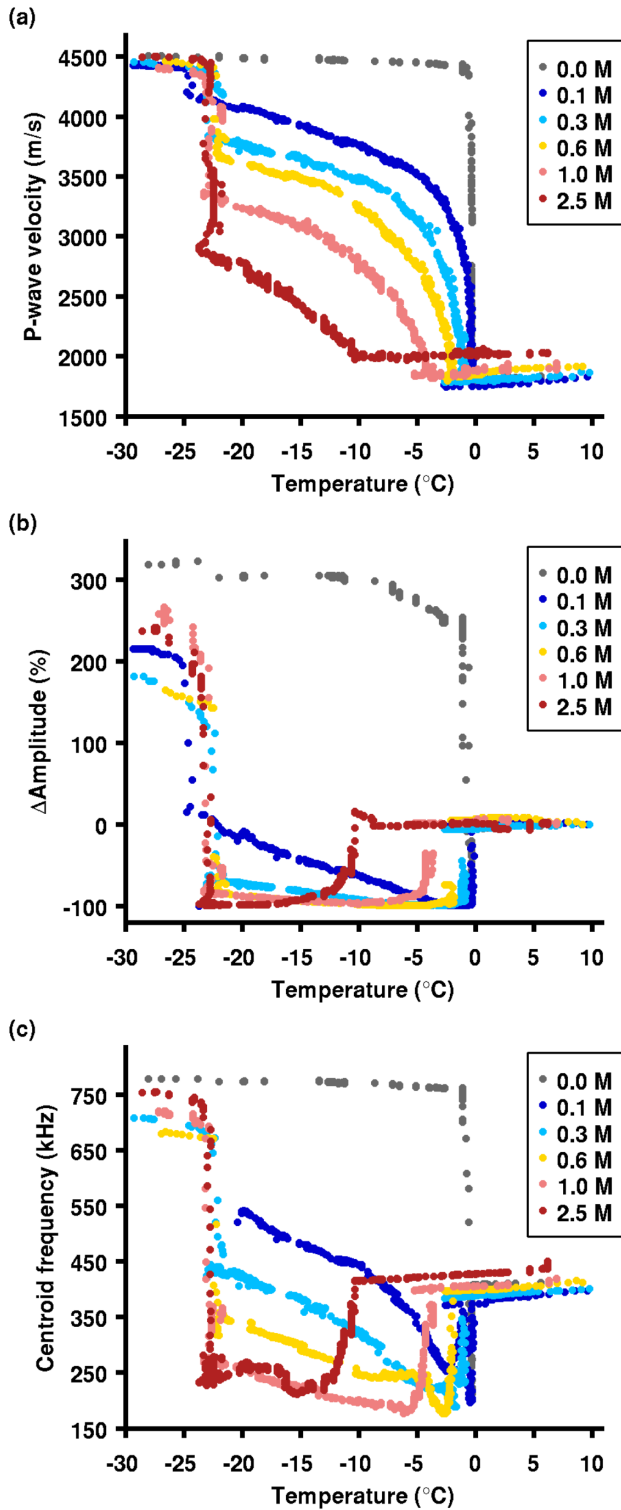 (a)
4500
4000
3500
3000
2500
2000
1500
P-wave velocity (m/s)
0.0 M
0.1 M
0.3 M
0.6 M
1.0 M
2.5 M
-30 -25 -20 -15 -10 -5 0 5 10
Temperature (°C)
(b)
300
200
100
0
-100
ΔAmplitude (%)
0.0 M
0.1 M
0.3 M
0.6 M
1.0 M
2.5 M
-30 -25 -20 -15 -10 -5 0 5 10
Temperature (°C)
(c)
750
650
550
450
350
250
150
Centroid frequency (kHz)
0.0 M
0.1 M
0.3 M
0.6 M
1.0 M
2.5 M
-30 -25 -20 -15 -10 -5 0 5 10
Temperature (°C)